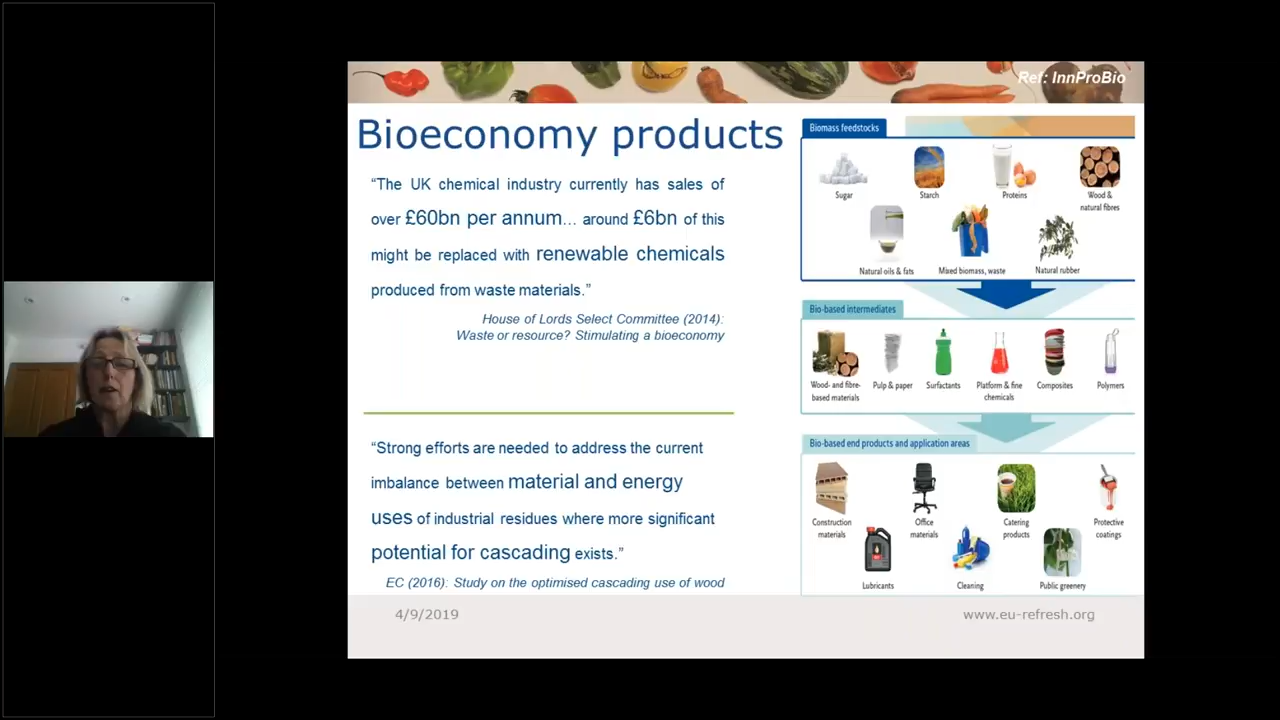 Ref: InnProBio
Bioeconomy products
“The UK chemical industry currently has sales of
over £60bn per annum... around £6bn of this
might be replaced with renewable chemicals
produced from waste materials.”
House of Lords Select Committee (2014):
Waste or resource? Stimulating a bioeconomy
“Strong efforts are needed to address the current
imbalance between material and energy
uses of industrial residues where more significant
potential for cascading exists.”
EC (2016): Study on the optimised cascading use of wood
Biomass feedstocks
Sugar
Starch
Proteins
Wood &
natural fibres
Natural oils & fats
Mixed biomass, waste
Natural rubber
Bio-based intermediates
Wood- and fibre-
based materials
Pulp & paper
Surfactants
Platform & fine
chemicals
Composites
Polymers
Bio-based end products and application areas
Construction
materials
Office
materials
Catering
products
Protective
coatings
Lubricants
Cleaning
Public greenery
4/9/2019
www.eu-refresh.org